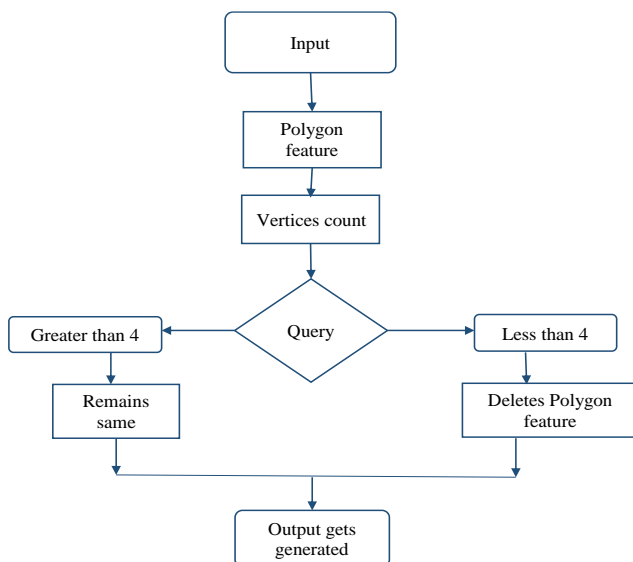 Input
Polygon
feature
Vertices count
Query
Greater than 4
Less than 4
Remains
same
Deletes Polygon
feature
Output gets
generated